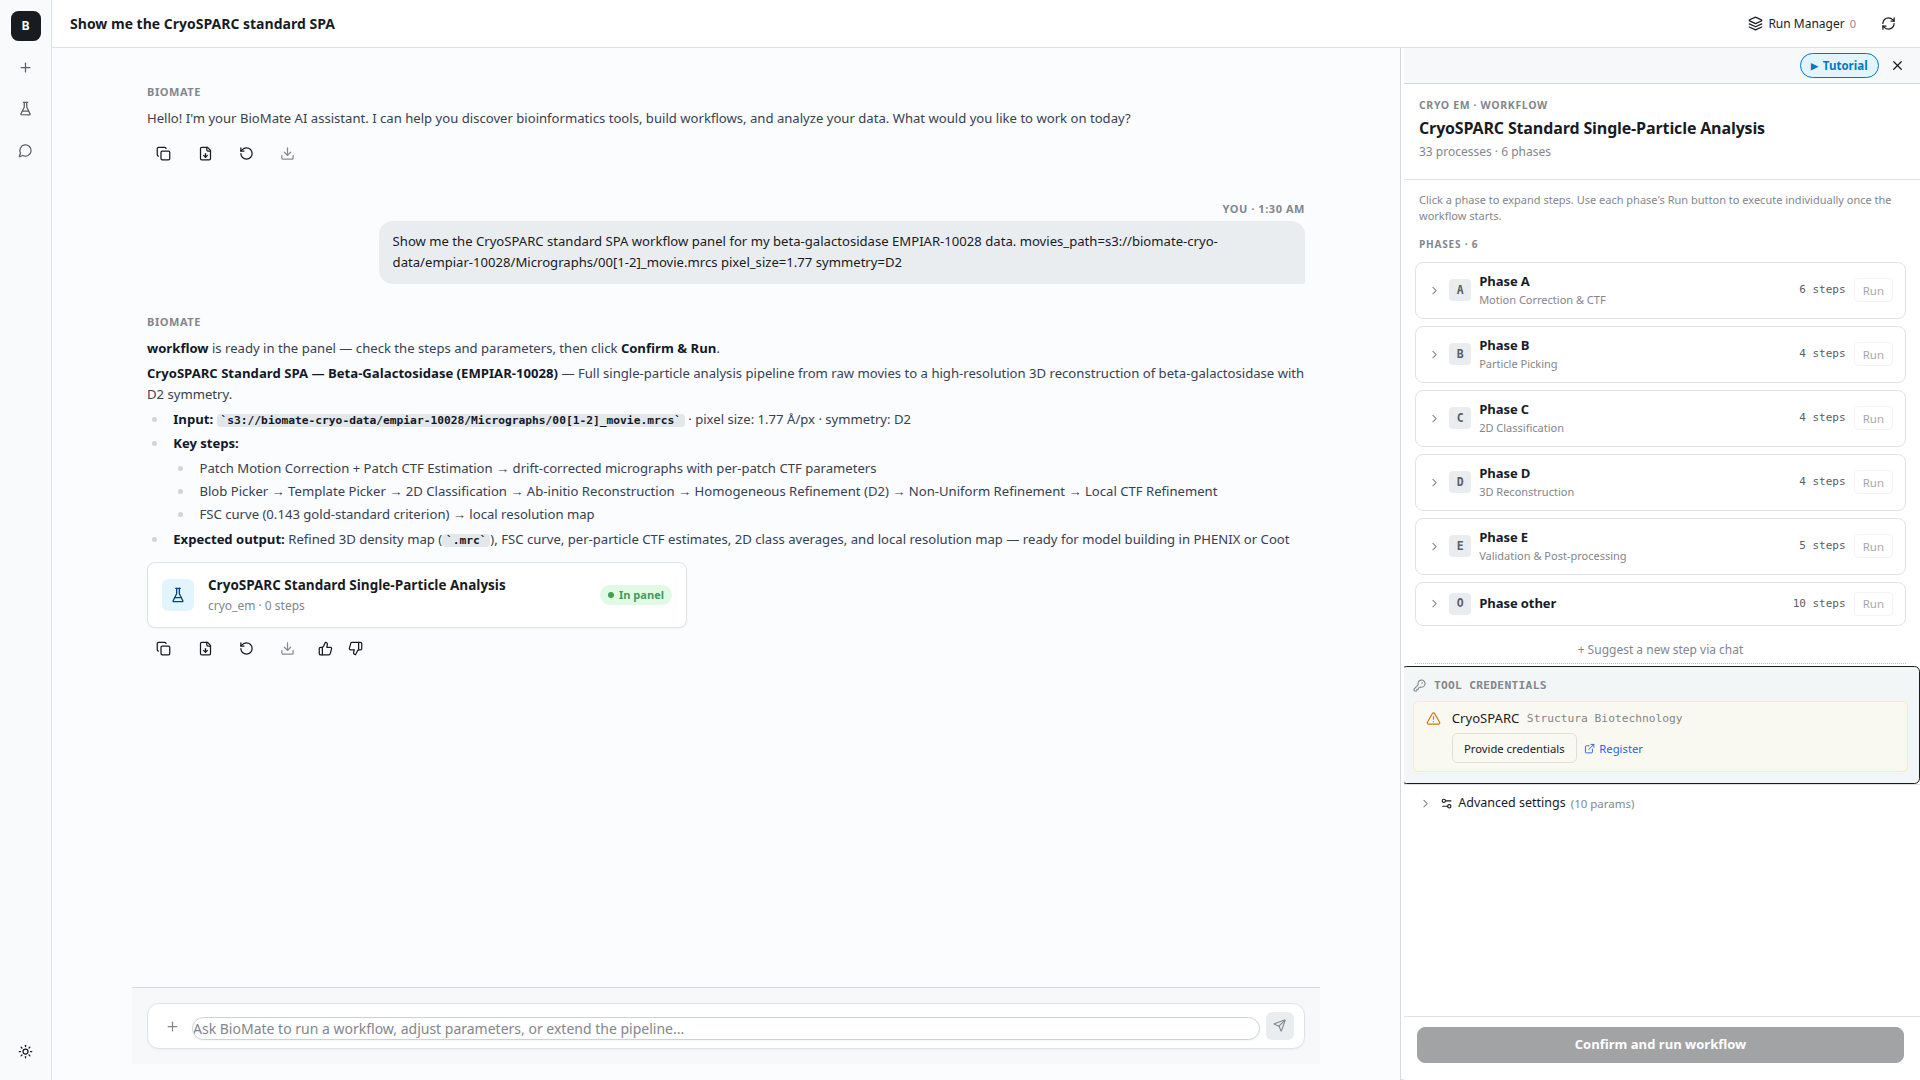 B
Show me the CryoSPARC standard SPA
Run Manager 0
BIOMATE
Hello! I'm your BioMate AI assistant. I can help you discover bioinformatics tools, build workflows, and analyze your data. What would you like to work on today?
YOU · 1:30 AM
Show me the CryoSPARC standard SPA workflow panel for my beta-galactosidase EMPIAR-10028 data. movies_path=s3://biomate-cryo-
data/empiar-10028/Micrographs/00[1-2]_movie.mrcs pixel_size=1.77 symmetry=D2
BIOMATE
workflow is ready in the panel — check the steps and parameters, then click Confirm & Run.
CryoSPARC Standard SPA — Beta-Galactosidase (EMPIAR-10028) — Full single-particle analysis pipeline from raw movies to a high-resolution 3D reconstruction of beta-galactosidase with
D2 symmetry.
Input: `s3://biomate-cryo-data/empiar-10028/Micrographs/00[1-2]_movie.mrcs` · pixel size: 1.77 Å/px · symmetry: D2
Key steps:
Patch Motion Correction + Patch CTF Estimation → drift-corrected micrographs with per-patch CTF parameters
Blob Picker → Template Picker → 2D Classification → Ab-initio Reconstruction → Homogeneous Refinement (D2) → Non-Uniform Refinement → Local CTF Refinement
FSC curve (0.143 gold-standard criterion) → local resolution map
Expected output: Refined 3D density map (`.mrc`), FSC curve, per-particle CTF estimates, 2D class averages, and local resolution map — ready for model building in PHENIX or Coot
CryoSPARC Standard Single-Particle Analysis
cryo_em · 0 steps
In panel
Ask BioMate to run a workflow, adjust parameters, or extend the pipeline...
▶ Tutorial
CRYO EM · WORKFLOW
CryoSPARC Standard Single-Particle Analysis
33 processes · 6 phases
Click a phase to expand steps. Use each phase's Run button to execute individually once the
workflow starts.
PHASES · 6
A Phase A 6 steps Run
Motion Correction & CTF
B Phase B 4 steps Run
Particle Picking
C Phase C 4 steps Run
2D Classification
D Phase D 4 steps Run
3D Reconstruction
E Phase E 5 steps Run
Validation & Post-processing
O Phase other 10 steps Run
+ Suggest a new step via chat
TOOL CREDENTIALS
CryoSPARC Structura Biotechnology
Provide credentials Register
Advanced settings (10 params)
Confirm and run workflow